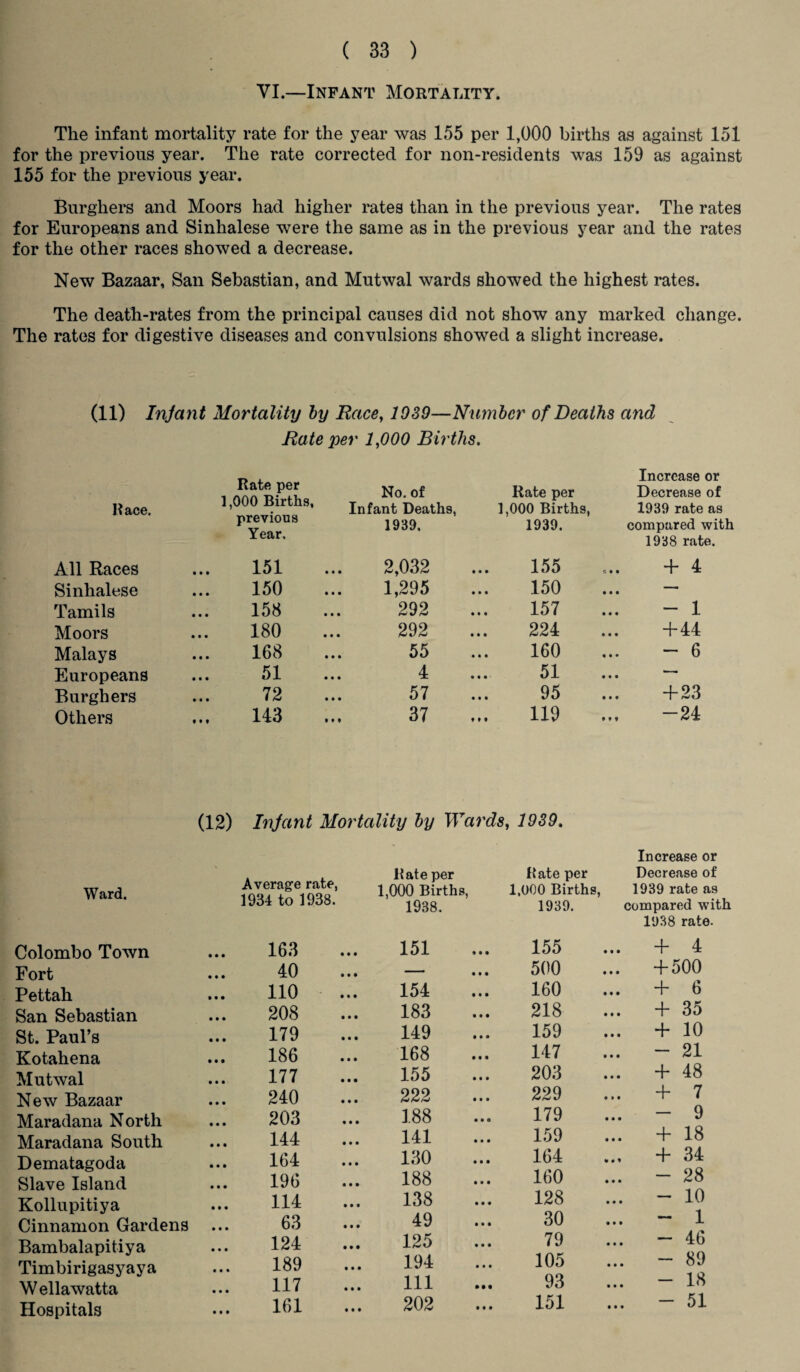 ( 33 )
VI.—Infant Mortality.
The infant mortality rate for the year was 155 per 1,000 births as against 151
for the previous year. The rate corrected for non-residents was 159 as against
155 for the previous year.
Burghers and Moors had higher rates than in the previous year. The rates
for Europeans and Sinhalese were the same as in the previous year and the rates
for the other races showed a decrease.
New Bazaar, San Sebastian, and Mutwal wards showed the highest rates.
The death-rates from the principal causes did not show any marked change.
The rates for digestive diseases and convulsions showed a slight increase.
(11) Infant Mortality by Race, 1939—Number of Deaths and
Rate per 1,000 Births.
Race. Rate per 1,000 Births, previous Year. No. of Infant Deaths, 1939. Rate per 1,000 Births, 1939. Increase or Decrease of 1939 rate as compared with 1938 rate.
All Races ... 151 ... 2,032 ... 155 ... + 4
Sinhalese ... 150 ... 1,295 ... 150 ... —
Tamils ... 158 ... 292 ... 157 ... — 1
Moors ... 180 ... 292 ... 224 ... +44
Malays ... 168 ... 55 ... 160 ... — 6
Europeans ... 51 ... 4 ... 51 ... —
Burghers ... 72 ... 57 ... 95 ... +23
Others ... 143 ... 37 ... 119 ... —24
(12) Infant Mortality by Wards, 1939.
Ward. Average rate, 1934 to 1938. Rate per 1,000 Births, 1938. Rate per 1,000 Births, 1939. Increase or Decrease of 1939 rate as compared with 1938 rate.
Colombo Town ... 163 ... 151 ... 155 ... + 4
Fort ... 40 ... — ... 500 ... +500
Pettah ... 110 ... 154 ... 160 ... + 6
San Sebastian ... 208 ... 183 ... 218 ... + 35
St. Paul's ... 179 ... 149 ... 159 ... + 10
Kotahena ... 186 ... 168 ... 147 ... — 21
Mutwal ... 177 ... 155 ... 203 ... + 48
New Bazaar ... 240 ... 222 ... 229 ... + 7
Maradana North ... 203 ... 188 ... 179 ... — 9
Maradana South ... 144 ... 141 ... 159 ... + 18
Dematagoda ... 164 ... 130 ... 164 ... + 34
Slave Island ... 196 ... 188 ... 160 ... — 28
Kollupitiya ... 114 ... 138 ... 128 ... — 10
Cinnamon Gardens ... 63 ... 49 ... 30 ... — 1
Bambalapitiya ... 124 ... 125 ... 79 ... — 46
Timbirigasyaya ... 189 ... 194 ... 105 ... — 89
Wellawatta ... 117 ... 111 ... 93 ... — 18
Hospitals ... 161 ... 202 ... 151 ... — 51